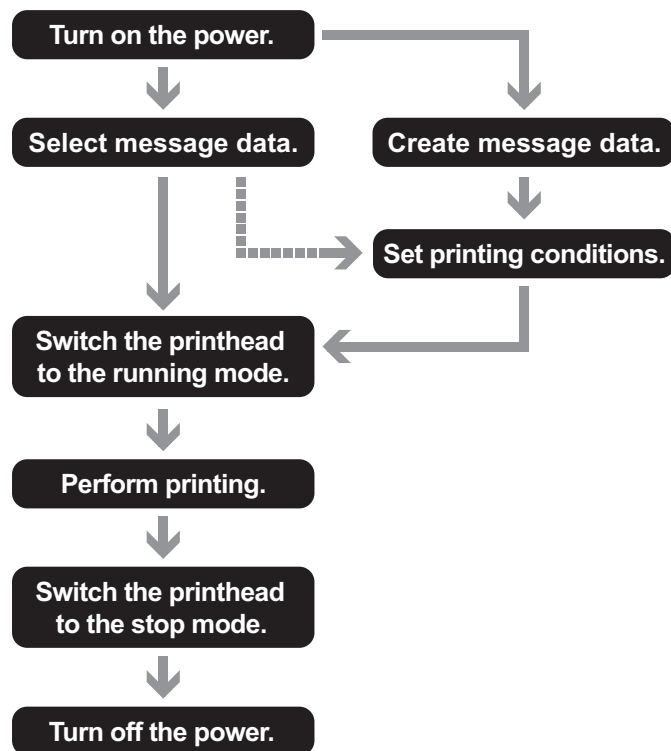 Turn on the power.
Select message data.
Create message data.
Set printing conditions.
Switch the printhead
to the running mode.
Perform printing.
Switch the printhead
to the stop mode.
Turn off the power.